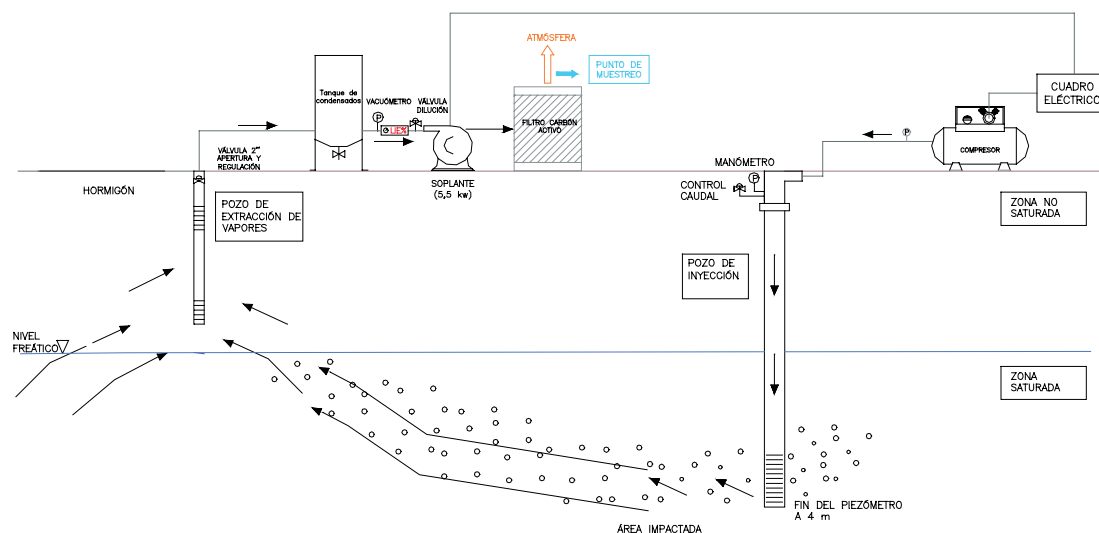 ATMÓSFERA
PUNTO DE
MUESTREO
Tanque de
condensados
VACUÓMETRO
VÁLVULA
DILUCIÓN
P
LIE%
FILTRO CARBÓN
ACTIVO
CUADRO
ELÉCTRICO
P
COMPRESOR
VÁLVULA 2"
APERTURA Y
REGULACIÓN
SOPLANTE
(5,5 kw)
MANÓMETRO
P
CONTROL
CAUDAL
HORMIGÓN
POZO DE
EXTRACCIÓN DE
VAPORES
ZONA NO
SATURADA
POZO DE
INYECCIÓN
NIVEL
FREÁTICO
ZONA
SATURADA
FIN DEL PIEZÓMETRO
A 4 m
ÁREA IMPACTADA